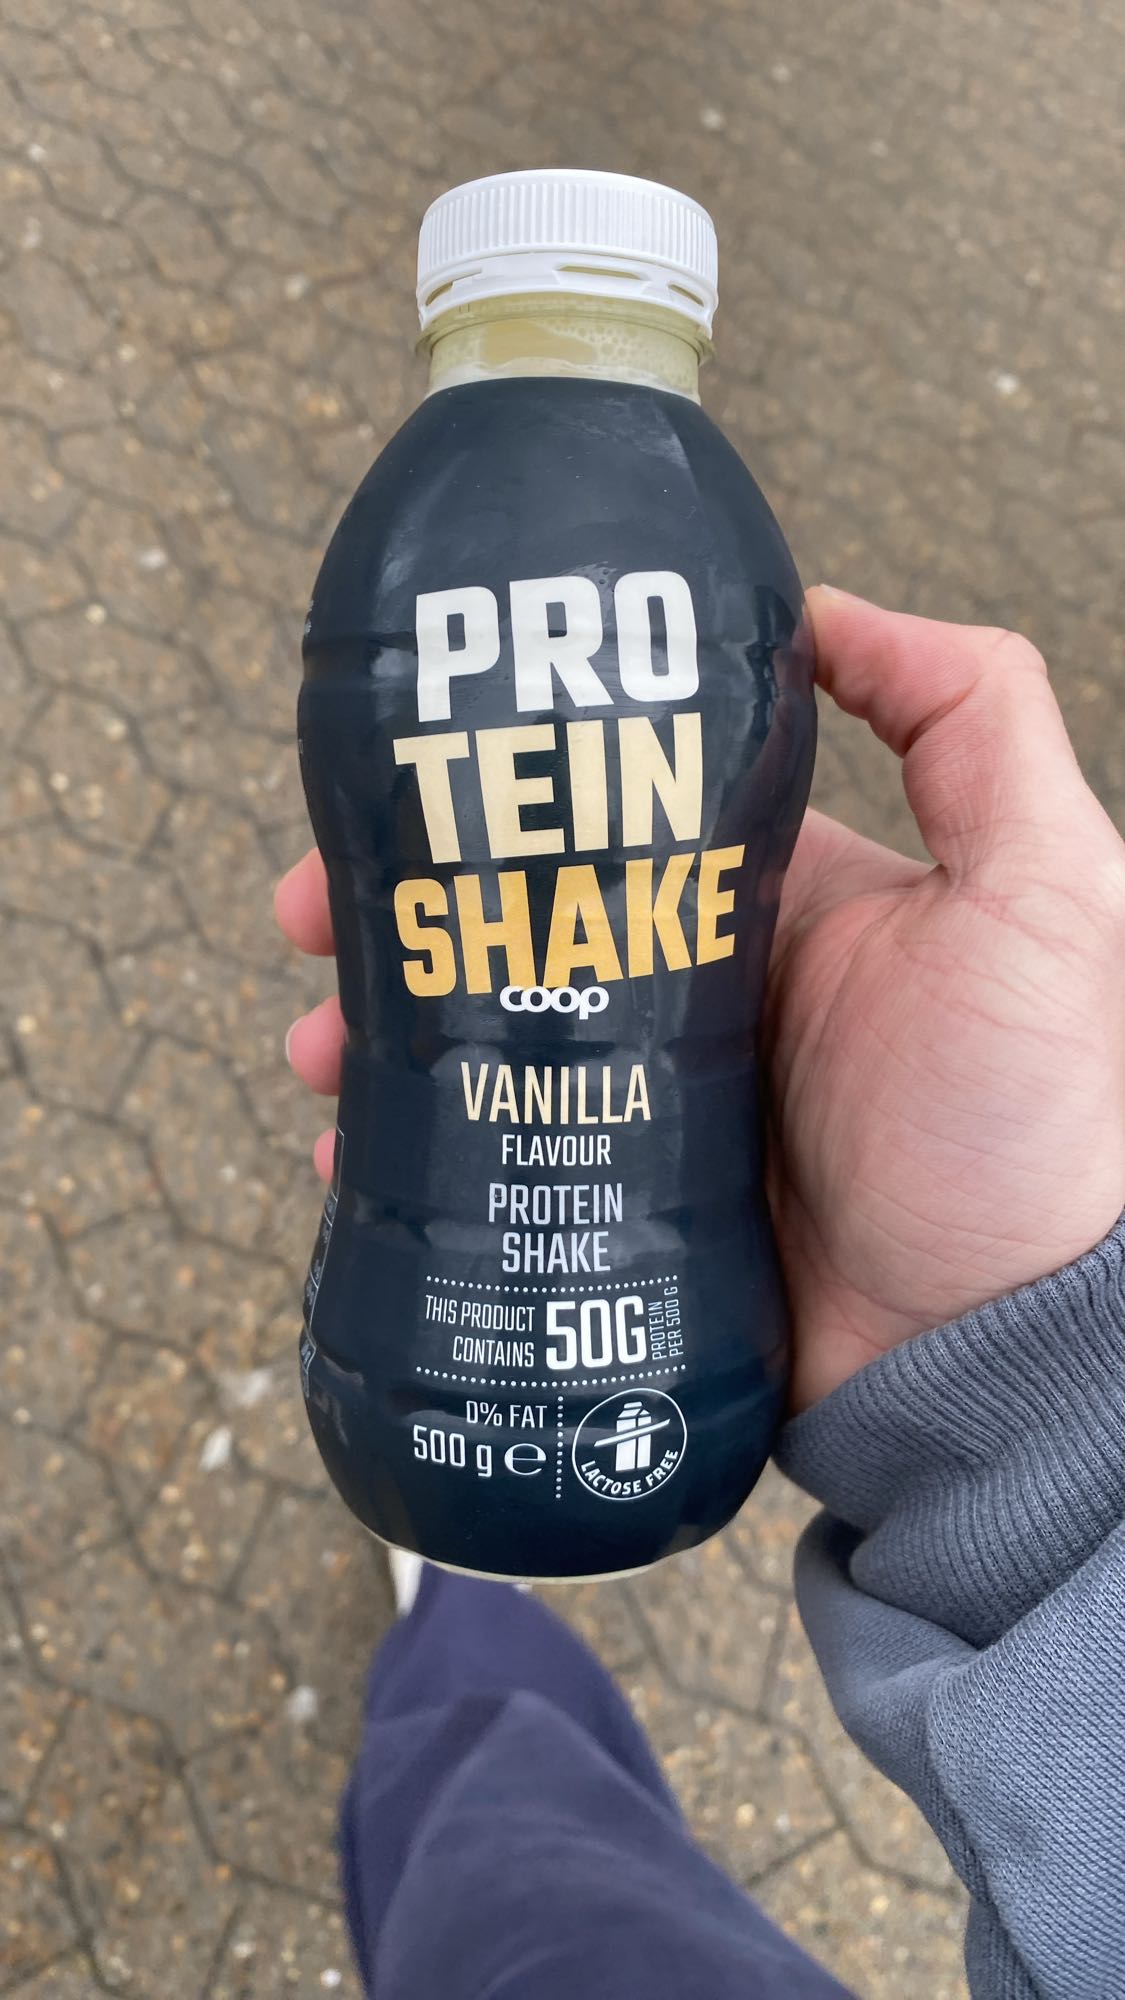 PRO
TEIN
SHAKE
coop
VANILLA
FLAVOUR
PROTEIN
SHAKE
THIS PRODUCT
CONTAINS
50G
PROTEIN
PER 500 G
0% FAT
500 g ℮
LACTOSE FREE